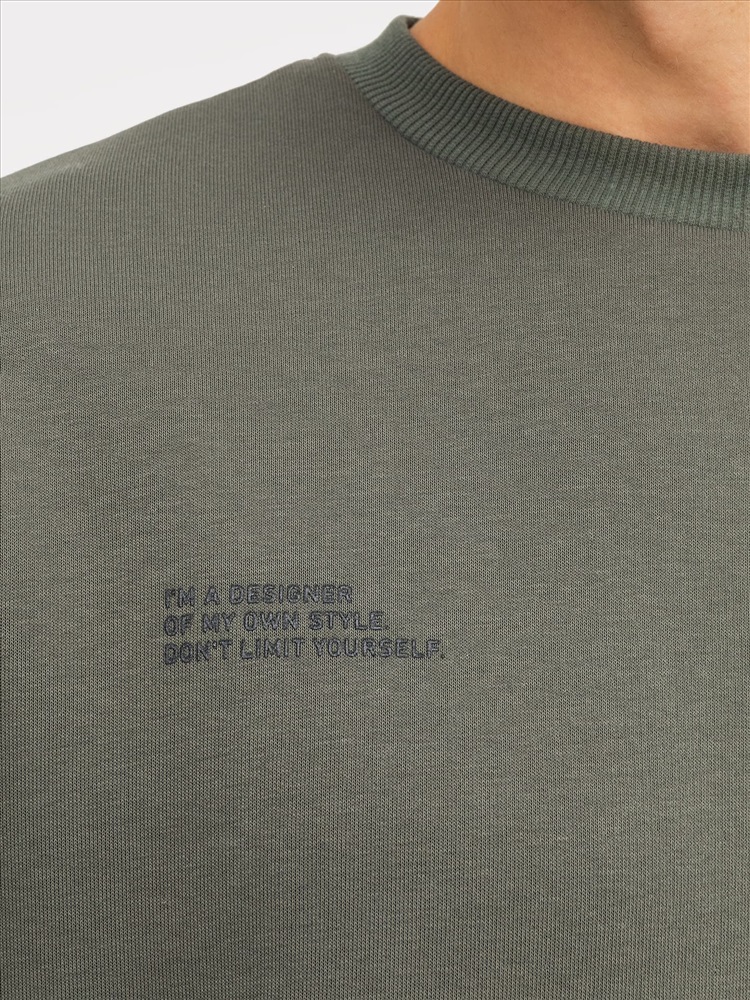 I'M A DESIGNER
OF MY OWN STYLE.
DON'T LIMIT YOURSELF.